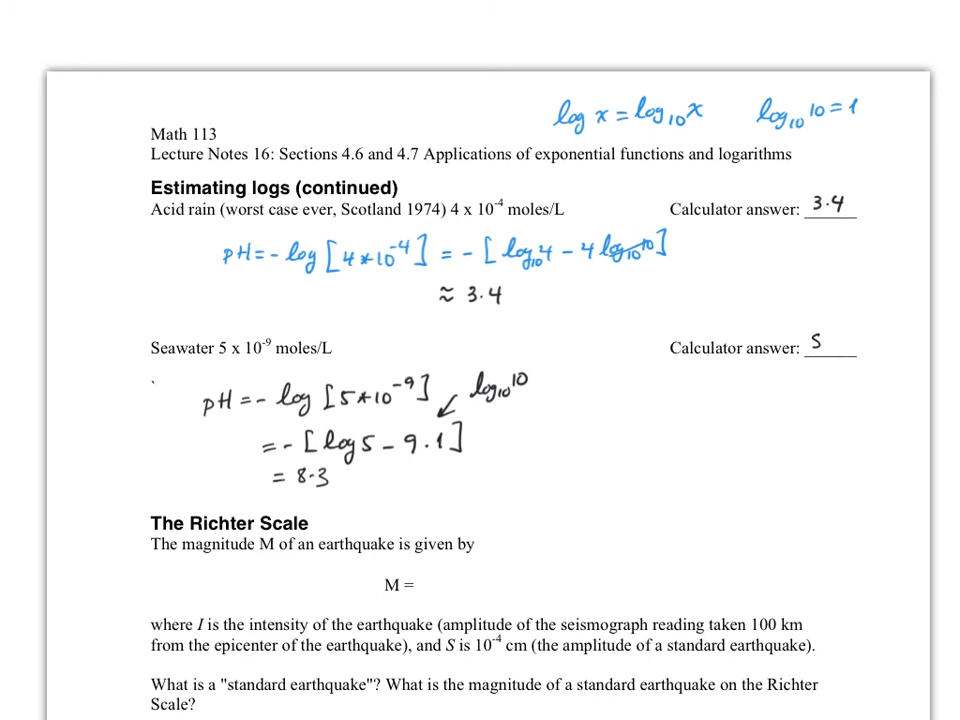 log x = log₁₀x log₁₀10 = 1
Math 113
Lecture Notes 16: Sections 4.6 and 4.7 Applications of exponential functions and logarithms
Estimating logs (continued)
Acid rain (worst case ever, Scotland 1974) 4 x 10⁻⁴ moles/L Calculator answer: 3.4
pH = - log [4*10⁻⁴] = - [log₁₀4 - 4 log₁₀10]
≈ 3.4
Seawater 5 x 10⁻⁹ moles/L Calculator answer: 5
pH = - log [5*10⁻⁹] ↙ log₁₀10
= - [log 5 - 9.1]
= 8.3
The Richter Scale
The magnitude M of an earthquake is given by
M =
where I is the intensity of the earthquake (amplitude of the seismograph reading taken 100 km
from the epicenter of the earthquake), and S is 10⁻⁴ cm (the amplitude of a standard earthquake).
What is a "standard earthquake"? What is the magnitude of a standard earthquake on the Richter
Scale?